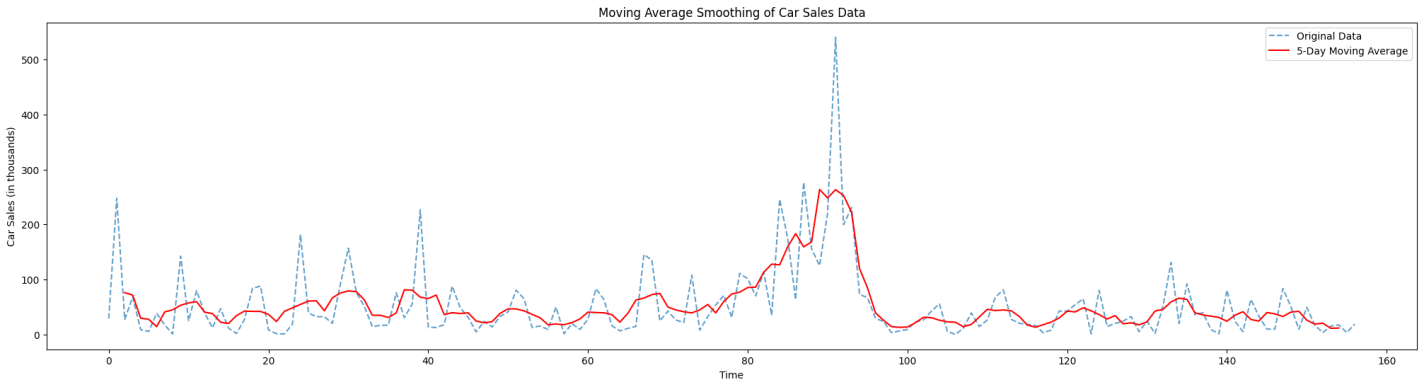 Moving Average Smoothing of Car Sales Data
Original Data
5-Day Moving Average
Car Sales (in thousands)
500
400
300
200
100
0
0 20 40 60 80 100 120 140 160
Time